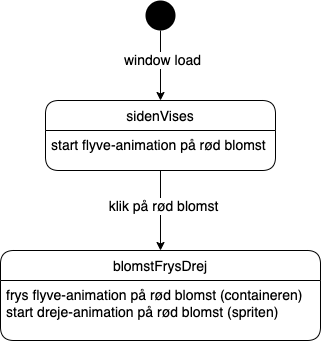 window load
sidenVises
start flyve-animation på rød blomst
klik på rød blomst
blomstFrysDrej
frys flyve-animation på rød blomst (containeren)
start dreje-animation på rød blomst (spriten)